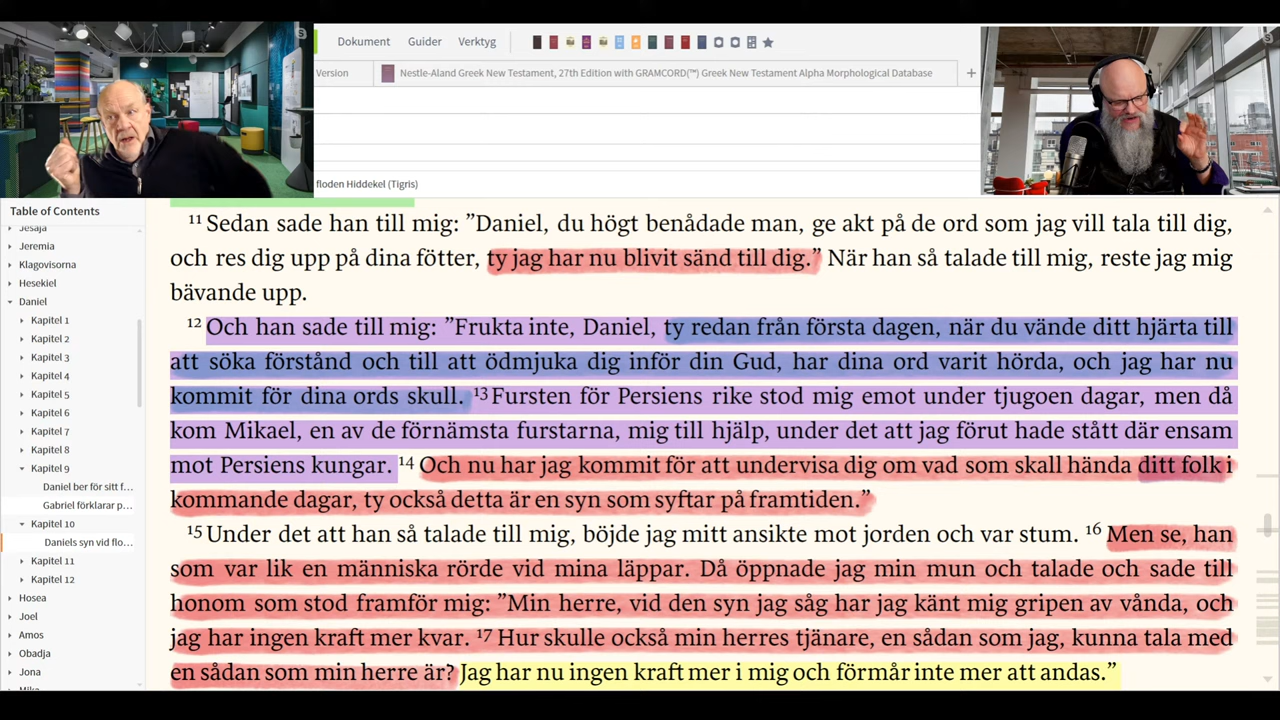 Dokument Guider Verktyg
Version
Nestle-Aland Greek New Testament, 27th Edition with GRAMCORD(™) Greek New Testament Alpha Morphological Database
floden Hiddekel (Tigris)
Table of Contents
Jesaja
Jeremia
Klagovisorna
Hesekiel
Daniel
Kapitel 1
Kapitel 2
Kapitel 3
Kapitel 4
Kapitel 5
Kapitel 6
Kapitel 7
Kapitel 8
Kapitel 9
Daniel ber för sitt f...
Gabriel förklarar p...
Kapitel 10
Daniels syn vid flo...
Kapitel 11
Kapitel 12
Hosea
Joel
Amos
Obadja
Jona
Mika
11 Sedan sade han till mig: ”Daniel, du högt benådade man, ge akt på de ord som jag vill tala till dig,
och res dig upp på dina fötter, ty jag har nu blivit sänd till dig.” När han så talade till mig, reste jag mig
bävande upp.
12 Och han sade till mig: ”Frukta inte, Daniel, ty redan från första dagen, när du vände ditt hjärta till
att söka förstånd och till att ödmjuka dig inför din Gud, har dina ord varit hörda, och jag har nu
kommit för dina ords skull. 13 Fursten för Persiens rike stod mig emot under tjugoen dagar, men då
kom Mikael, en av de förnämsta furstarna, mig till hjälp, under det att jag förut hade stått där ensam
mot Persiens kungar. 14 Och nu har jag kommit för att undervisa dig om vad som skall hända ditt folk i
kommande dagar, ty också detta är en syn som syftar på framtiden.”
15 Under det att han så talade till mig, böjde jag mitt ansikte mot jorden och var stum. 16 Men se, han
som var lik en människa rörde vid mina läppar. Då öppnade jag min mun och talade och sade till
honom som stod framför mig: ”Min herre, vid den syn jag såg har jag känt mig gripen av vånda, och
jag har ingen kraft mer kvar. 17 Hur skulle också min herres tjänare, en sådan som jag, kunna tala med
en sådan som min herre är? Jag har nu ingen kraft mer i mig och förmår inte mer att andas.”